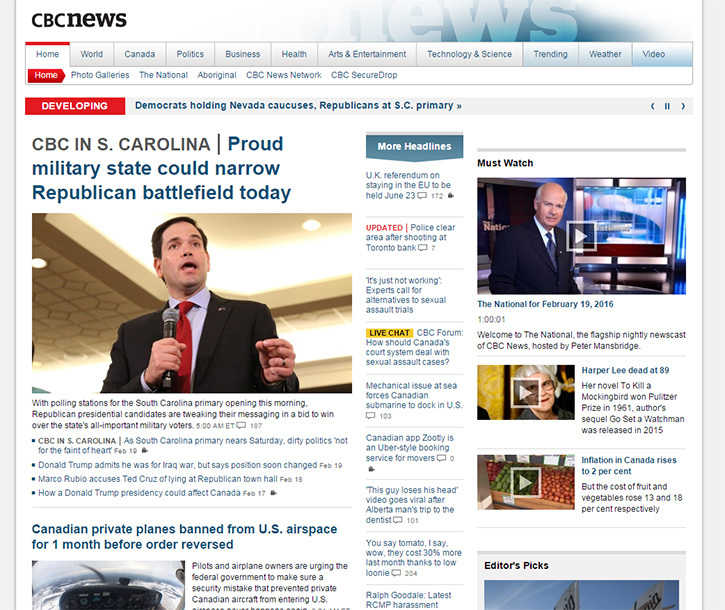 CBCnews
news
Home World Canada Politics Business Health Arts & Entertainment Technology & Science Trending Weather Video
Home Photo Galleries The National Aboriginal CBC News Network CBC SecureDrop
DEVELOPING Democrats holding Nevada caucuses, Republicans at S.C. primary »
CBC IN S. CAROLINA | Proud
military state could narrow
Republican battlefield today
With polling stations for the South Carolina primary opening this morning,
Republican presidential candidates are tweaking their messaging in a bid to win
over the state's all-important military voters. 5:00 AM ET 187
CBC IN S. CAROLINA | As South Carolina primary nears Saturday, dirty politics 'not
for the faint of heart' Feb 19
Donald Trump admits he was for Iraq war, but says position soon changed Feb 19
Marco Rubio accuses Ted Cruz of lying at Republican town hall Feb 18
How a Donald Trump presidency could affect Canada Feb 17
Canadian private planes banned from U.S. airspace
for 1 month before order reversed
Pilots and airplane owners are urging the
federal government to make sure a
security mistake that prevented private
Canadian aircraft from entering U.S.
More Headlines
U.K. referendum on
staying in the EU to be
held June 23 172
UPDATED | Police clear
area after shooting at
Toronto bank 7
'It's just not working':
Experts call for
alternatives to sexual
assault trials
LIVE CHAT CBC Forum:
How should Canada's
court system deal with
sexual assault cases?
Mechanical issue at sea
forces Canadian
submarine to dock in U.S.
103
Canadian app Zootly is
an Uber-style booking
service for movers 0
'This guy loses his head'
video goes viral after
Alberta man's trip to the
dentist 101
You say tomato, I say,
wow, they cost 30% more
last month thanks to low
loonie 204
Ralph Goodale: Latest
RCMP harassment
Must Watch
The National for February 19, 2016
1:00:01
Welcome to The National, the flagship nightly newscast
of CBC News, hosted by Peter Mansbridge.
Harper Lee dead at 89
Her novel To Kill a
Mockingbird won Pulitzer
Prize in 1961, author's
sequel Go Set a Watchman
was released in 2015
Inflation in Canada rises
to 2 per cent
But the cost of fruit and
vegetables rose 13 and 18
per cent respectively
Editor's Picks